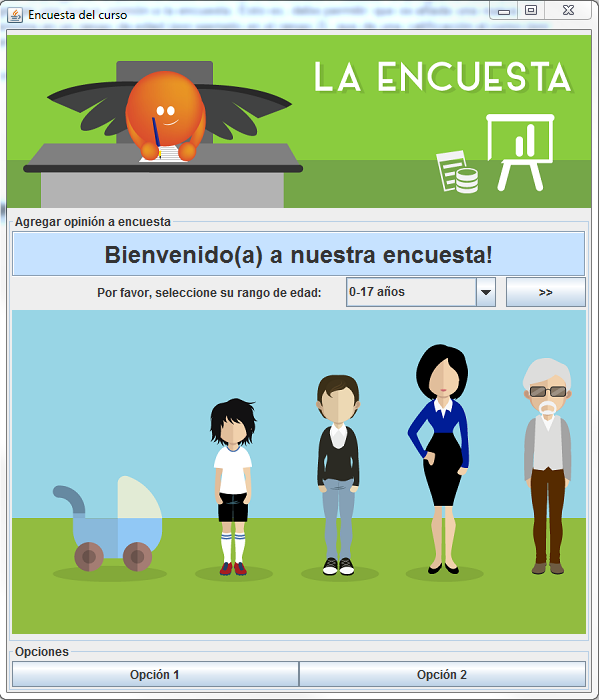 Encuesta del curso
LA ENCUESTA
Agregar opinión a encuesta
Bienvenido(a) a nuestra encuesta!
Por favor, seleccione su rango de edad: 0-17 años >>
Opciones
Opción 1 Opción 2